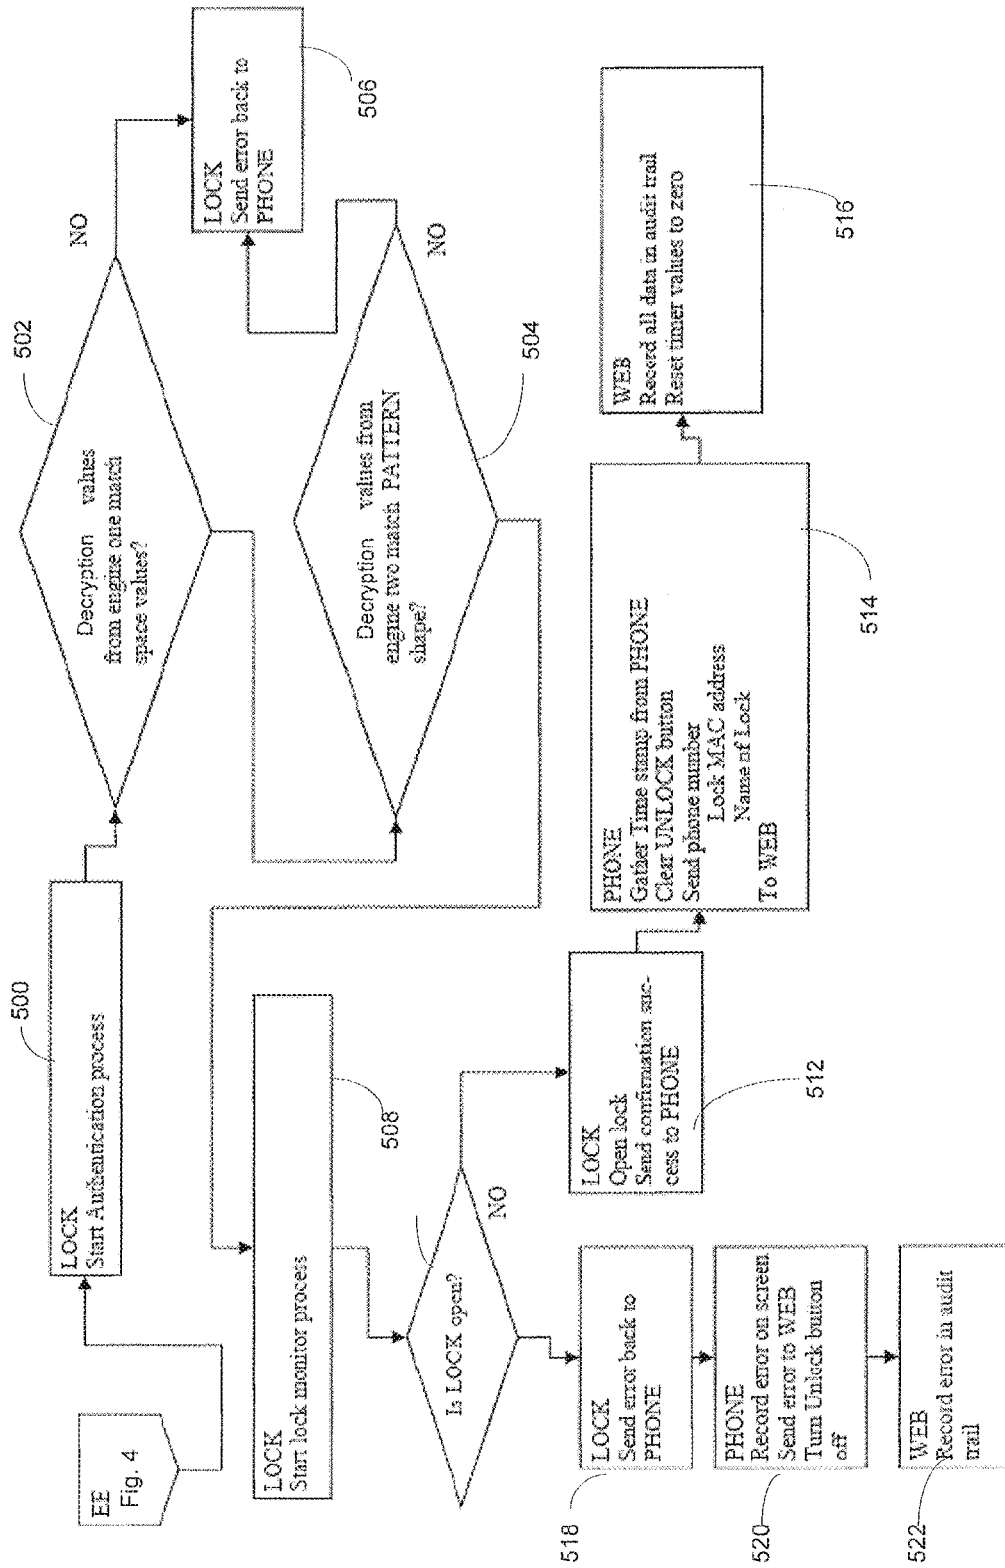 EE
Fig. 4
500
LOCK
Start Authentication process
502
Decryption values
from engine one match
space values?
NO
504
Decryption values from
engine two match PATTERN
shape?
NO
506
LOCK
Send error back to
PHONE
508
LOCK
Start lock monitor process
Is LOCK open?
NO
512
LOCK
Open lock
Send confirmation suc-
cess to PHONE
514
PHONE
Gather Time stamp from PHONE
Clear UNLOCK button
Send phone number
Lock MAC address
Name of Lock
To WEB
516
WEB
Record all data in audit trail
Reset timer values to zero
518
LOCK
Send error back to
PHONE
520
PHONE
Record error on screen
Send error to WEB
Turn Unlock button
off
522
WEB
Record error in audit
trail